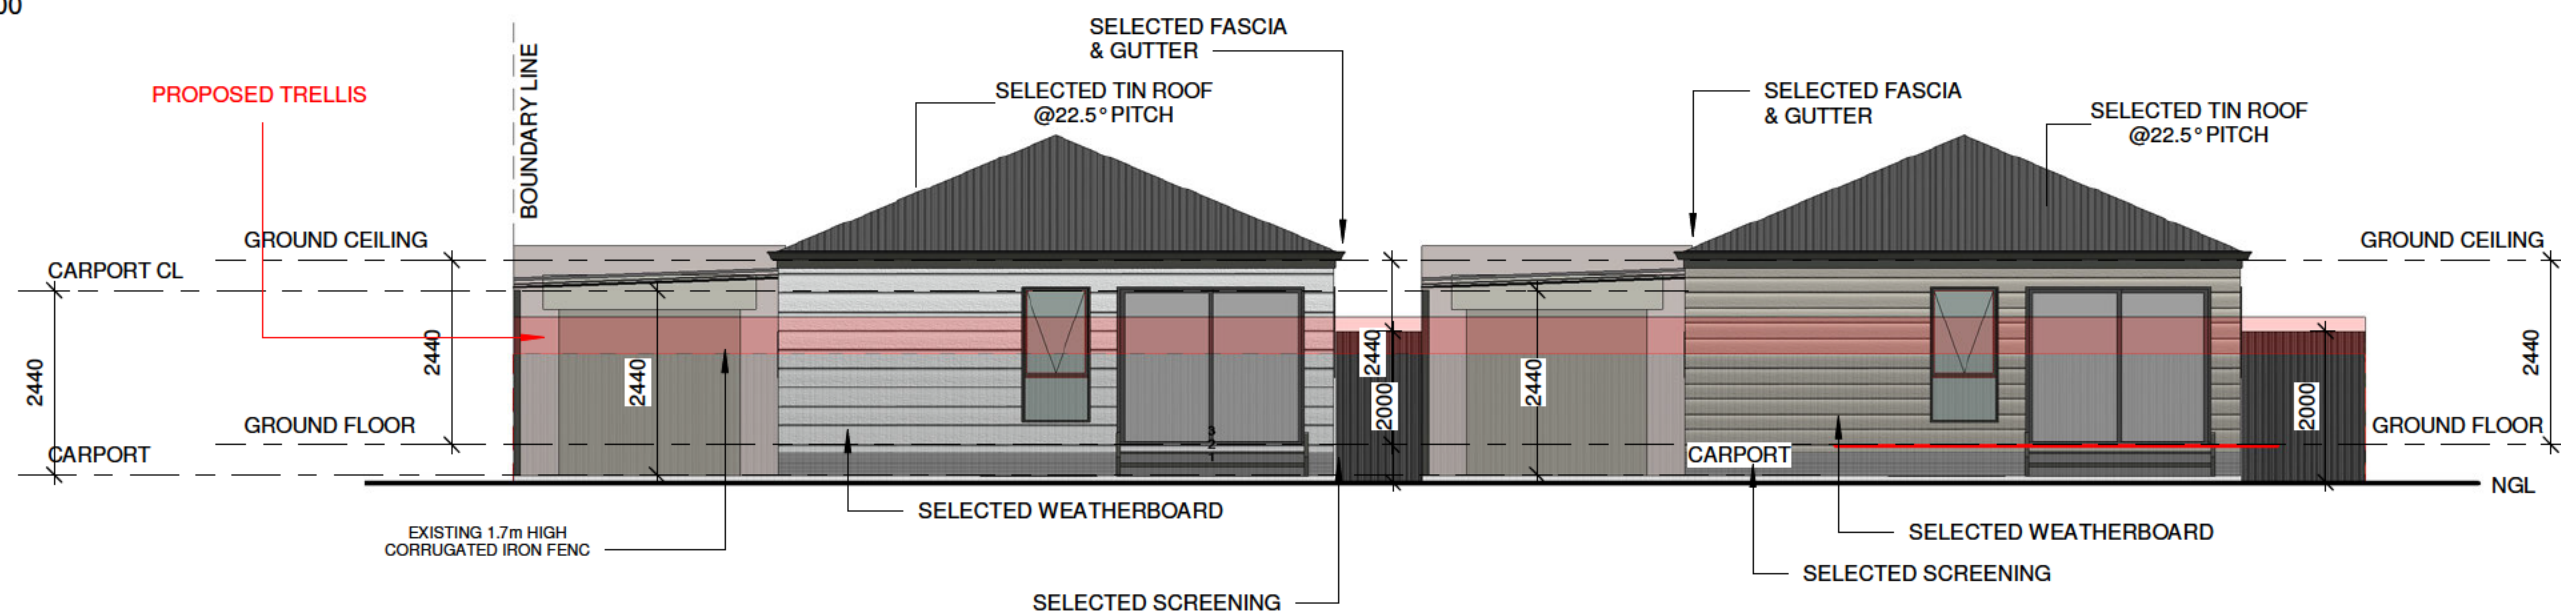 00
SELECTED FASCIA
& GUTTER
PROPOSED TRELLIS
BOUNDARY LINE
SELECTED TIN ROOF
@22.5° PITCH
SELECTED FASCIA
& GUTTER
SELECTED TIN ROOF
@22.5° PITCH
GROUND CEILING
GROUND CEILING
CARPORT CL
2440
2440
2440
2440
2000
2440
2000
2440
3
2
1
GROUND FLOOR
GROUND FLOOR
CARPORT
CARPORT
NGL
SELECTED WEATHERBOARD
EXISTING 1.7m HIGH
CORRUGATED IRON FENC
SELECTED WEATHERBOARD
SELECTED SCREENING
SELECTED SCREENING